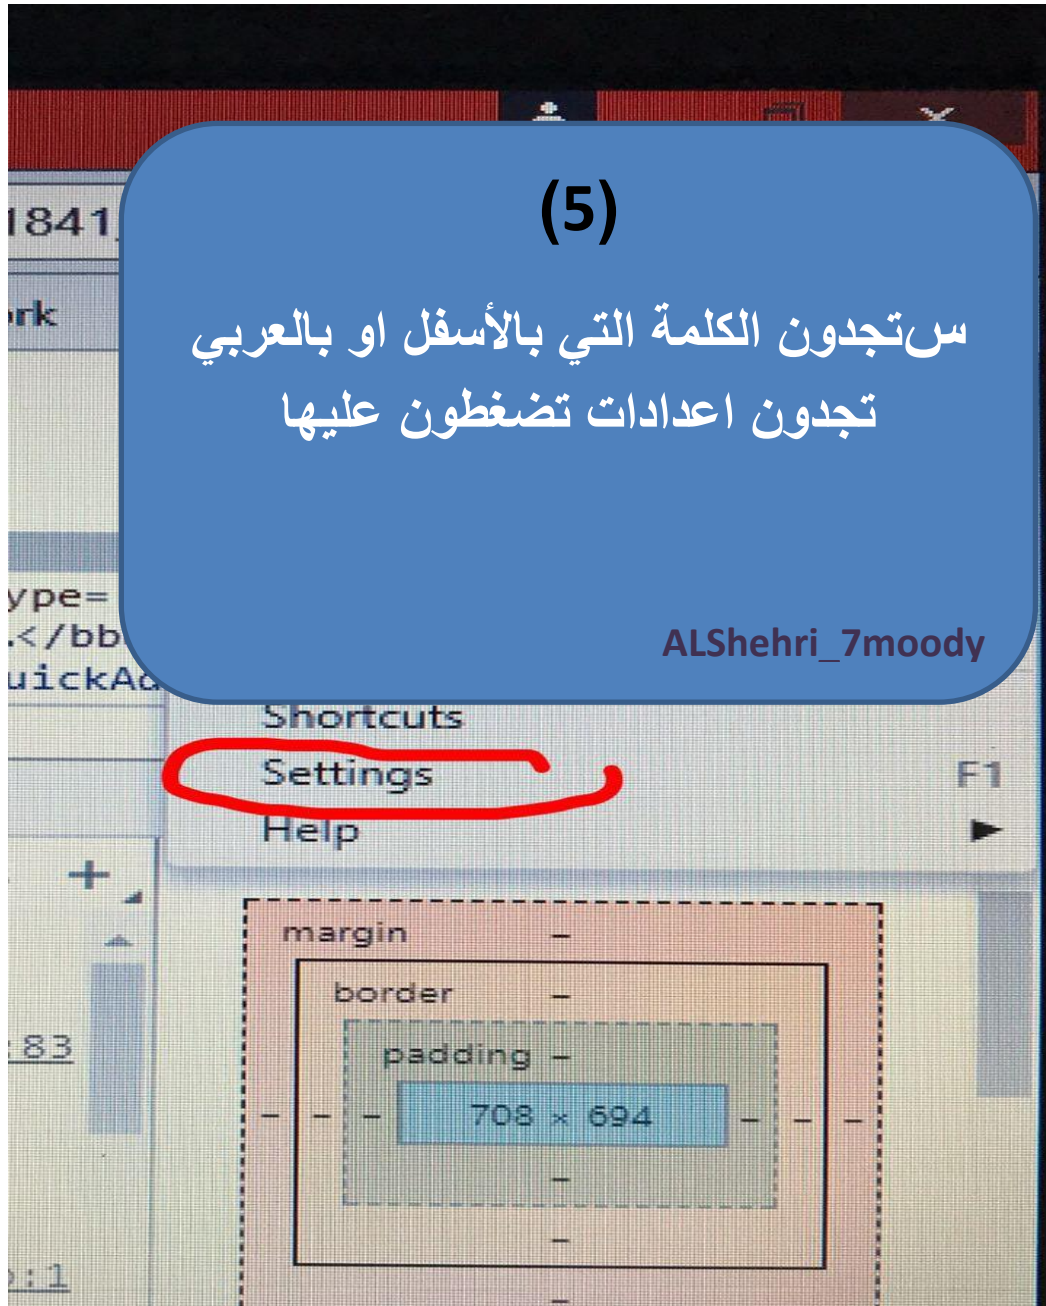 1841
(5)
rk
ستجدون الكلمة التي بالأسفل او بالعربي
تجدون اعدادات تضغطون عليها
ype=
.</bb
uickAd
ALShehri_7moody
Shortcuts
Settings F1
Help
margin –
border –
:83
padding –
– – – 708 × 694 – – –
–
–
:1
–